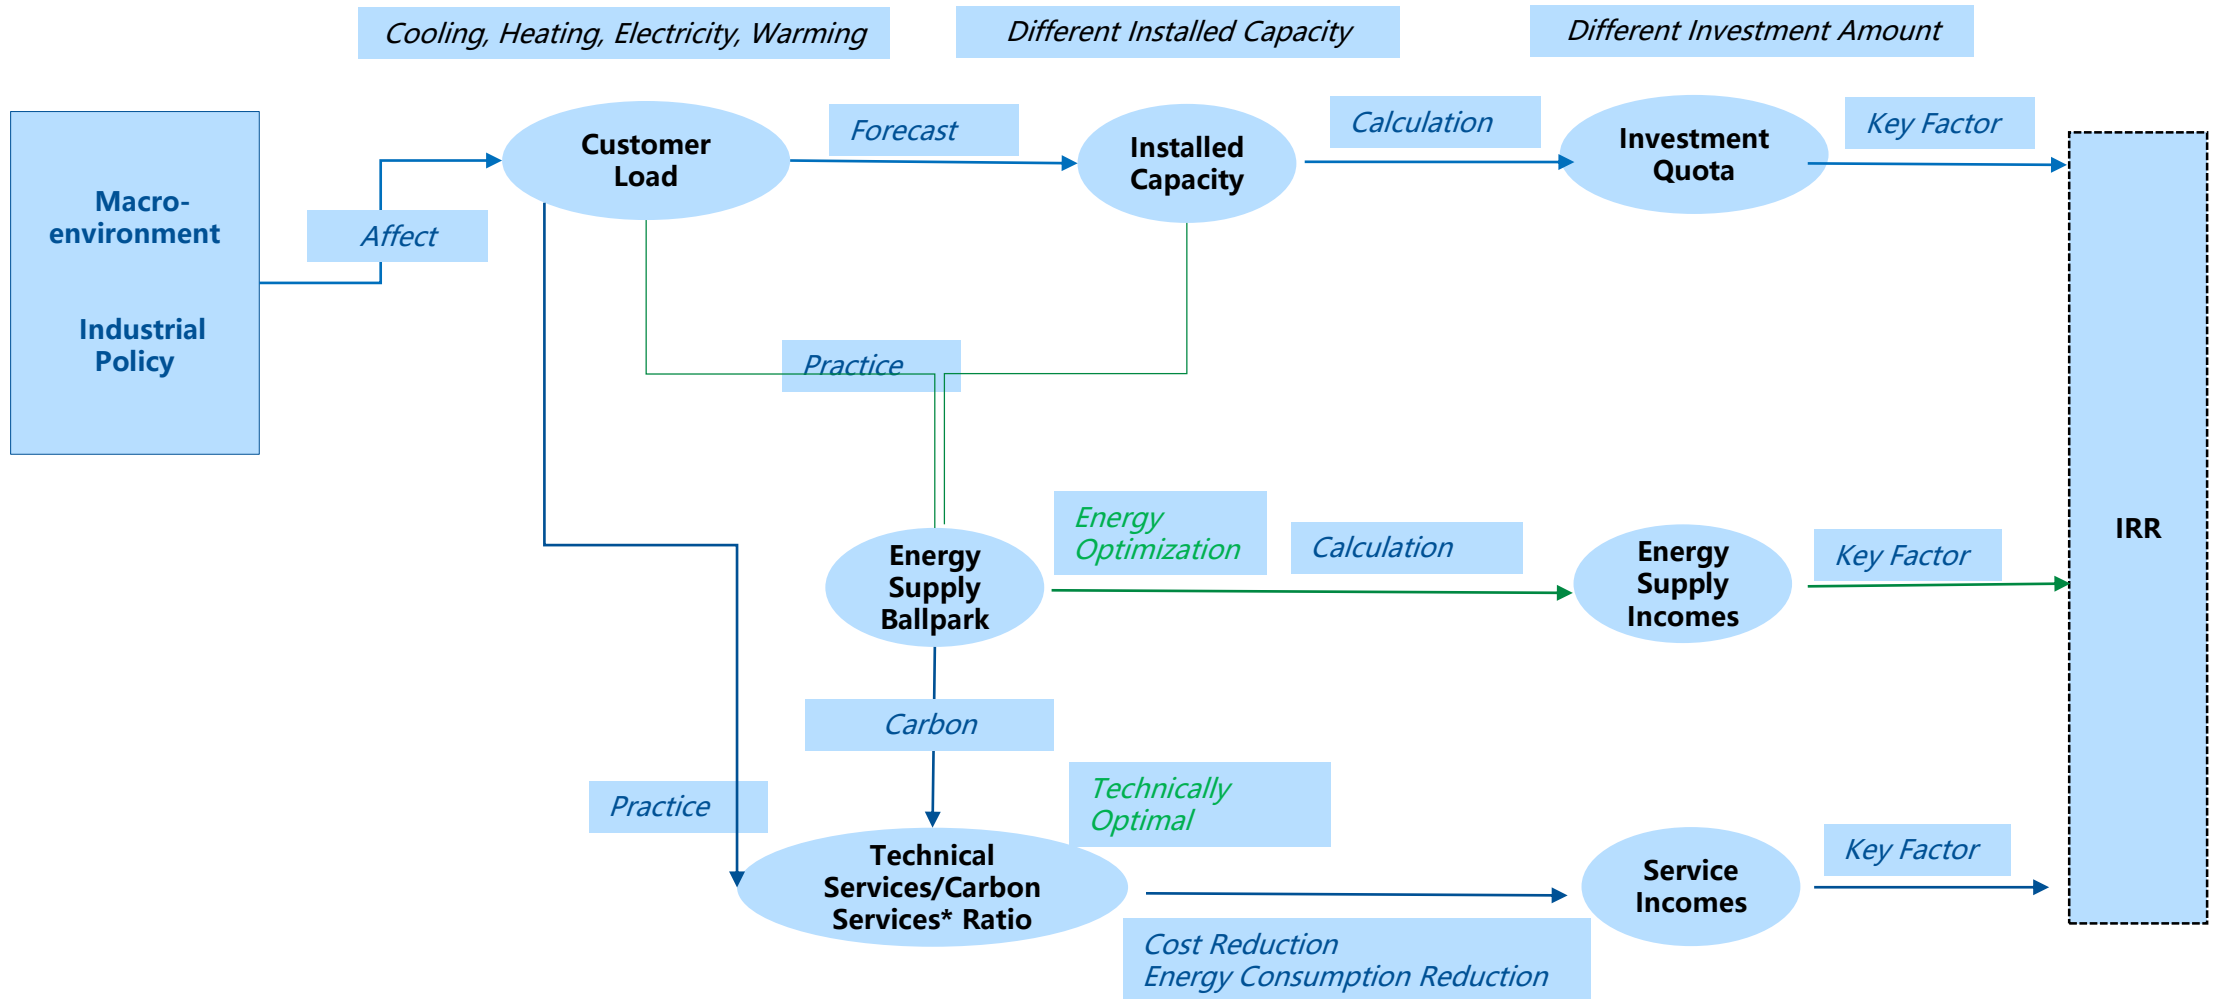 Cooling, Heating, Electricity, Warming
Different Installed Capacity
Different Investment Amount
Macro-
environment
Industrial
Policy
Affect
Customer
Load
Forecast
Installed
Capacity
Calculation
Investment
Quota
Key Factor
Practice
Energy
Supply
Ballpark
Energy
Optimization
Calculation
Energy
Supply
Incomes
Key Factor
IRR
Carbon
Practice
Technically
Optimal
Technical
Services/Carbon
Services* Ratio
Cost Reduction
Energy Consumption Reduction
Service
Incomes
Key Factor